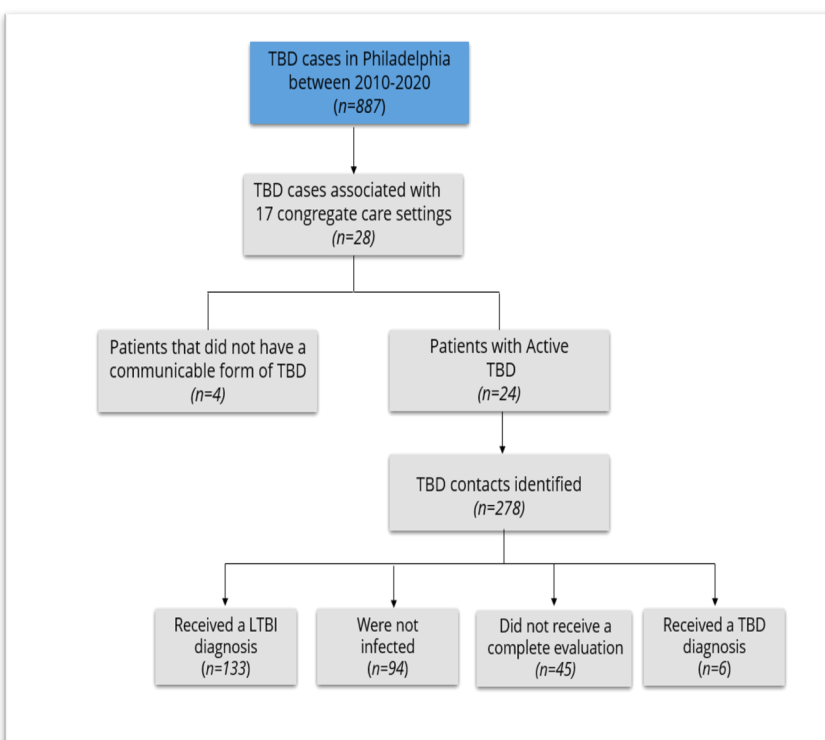 TBD cases in Philadelphia
between 2010-2020
(n=887)
TBD cases associated with
17 congregate care settings
(n=28)
Patients that did not have a
communicable form of TBD
(n=4)
Patients with Active
TBD
(n=24)
TBD contacts identified
(n=278)
Received a LTBI
diagnosis
(n=133)
Were not
infected
(n=94)
Did not receive a
complete evaluation
(n=45)
Received a TBD
diagnosis
(n=6)